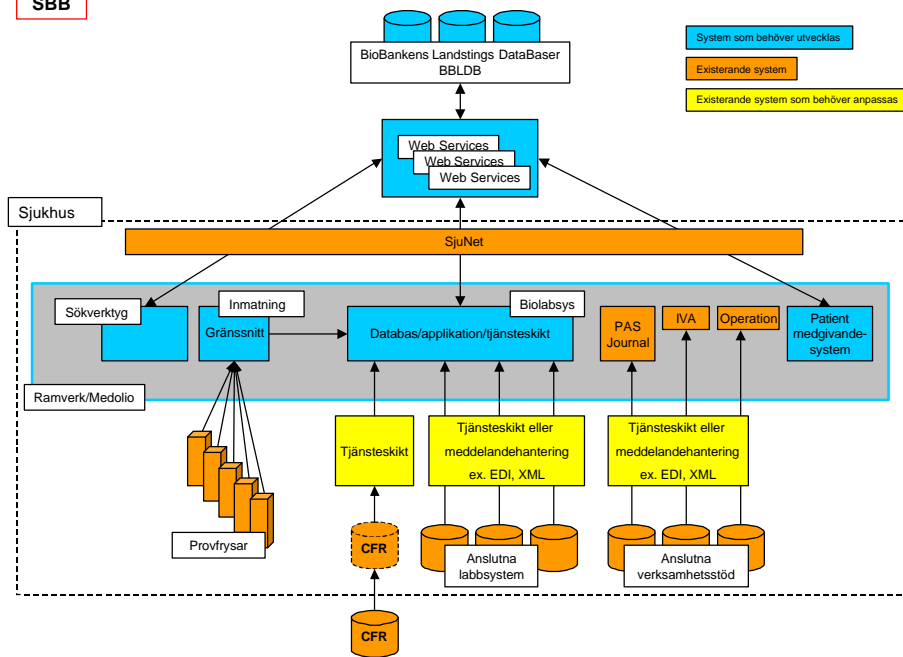 SBB
BioBankens Landstings DataBaser
BBLDB
System som behöver utvecklas
Existerande system
Existerande system som behöver anpassas
Web Services
Web Services
Web Services
Sjukhus
SjuNet
Sökverktyg
Inmatning
Gränssnitt
Biolabsys
Databas/applikation/tjänsteskikt
PAS
Journal
IVA
Operation
Patient
medgivande-
system
Ramverk/Medolio
Tjänsteskikt
Tjänsteskikt eller
meddelandehantering
ex. EDI, XML
Tjänsteskikt eller
meddelandehantering
ex. EDI, XML
Provfrysar
CFR
Anslutna
labbsystem
Anslutna
verksamhetsstöd
CFR